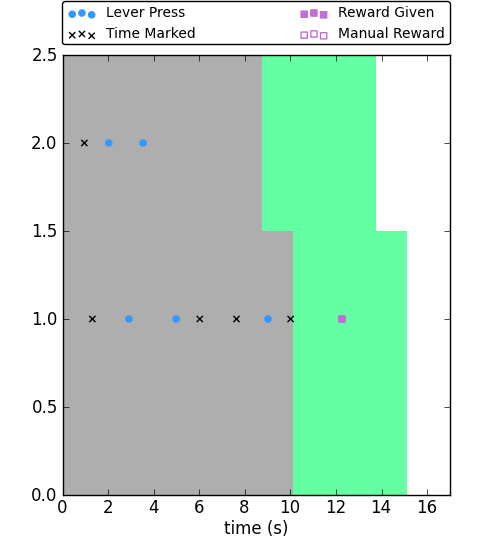 Lever Press
Reward Given
Time Marked
Manual Reward
2.5
2.0
1.5
1.0
0.5
0.0
0 2 4 6 8 10 12 14 16
time (s)